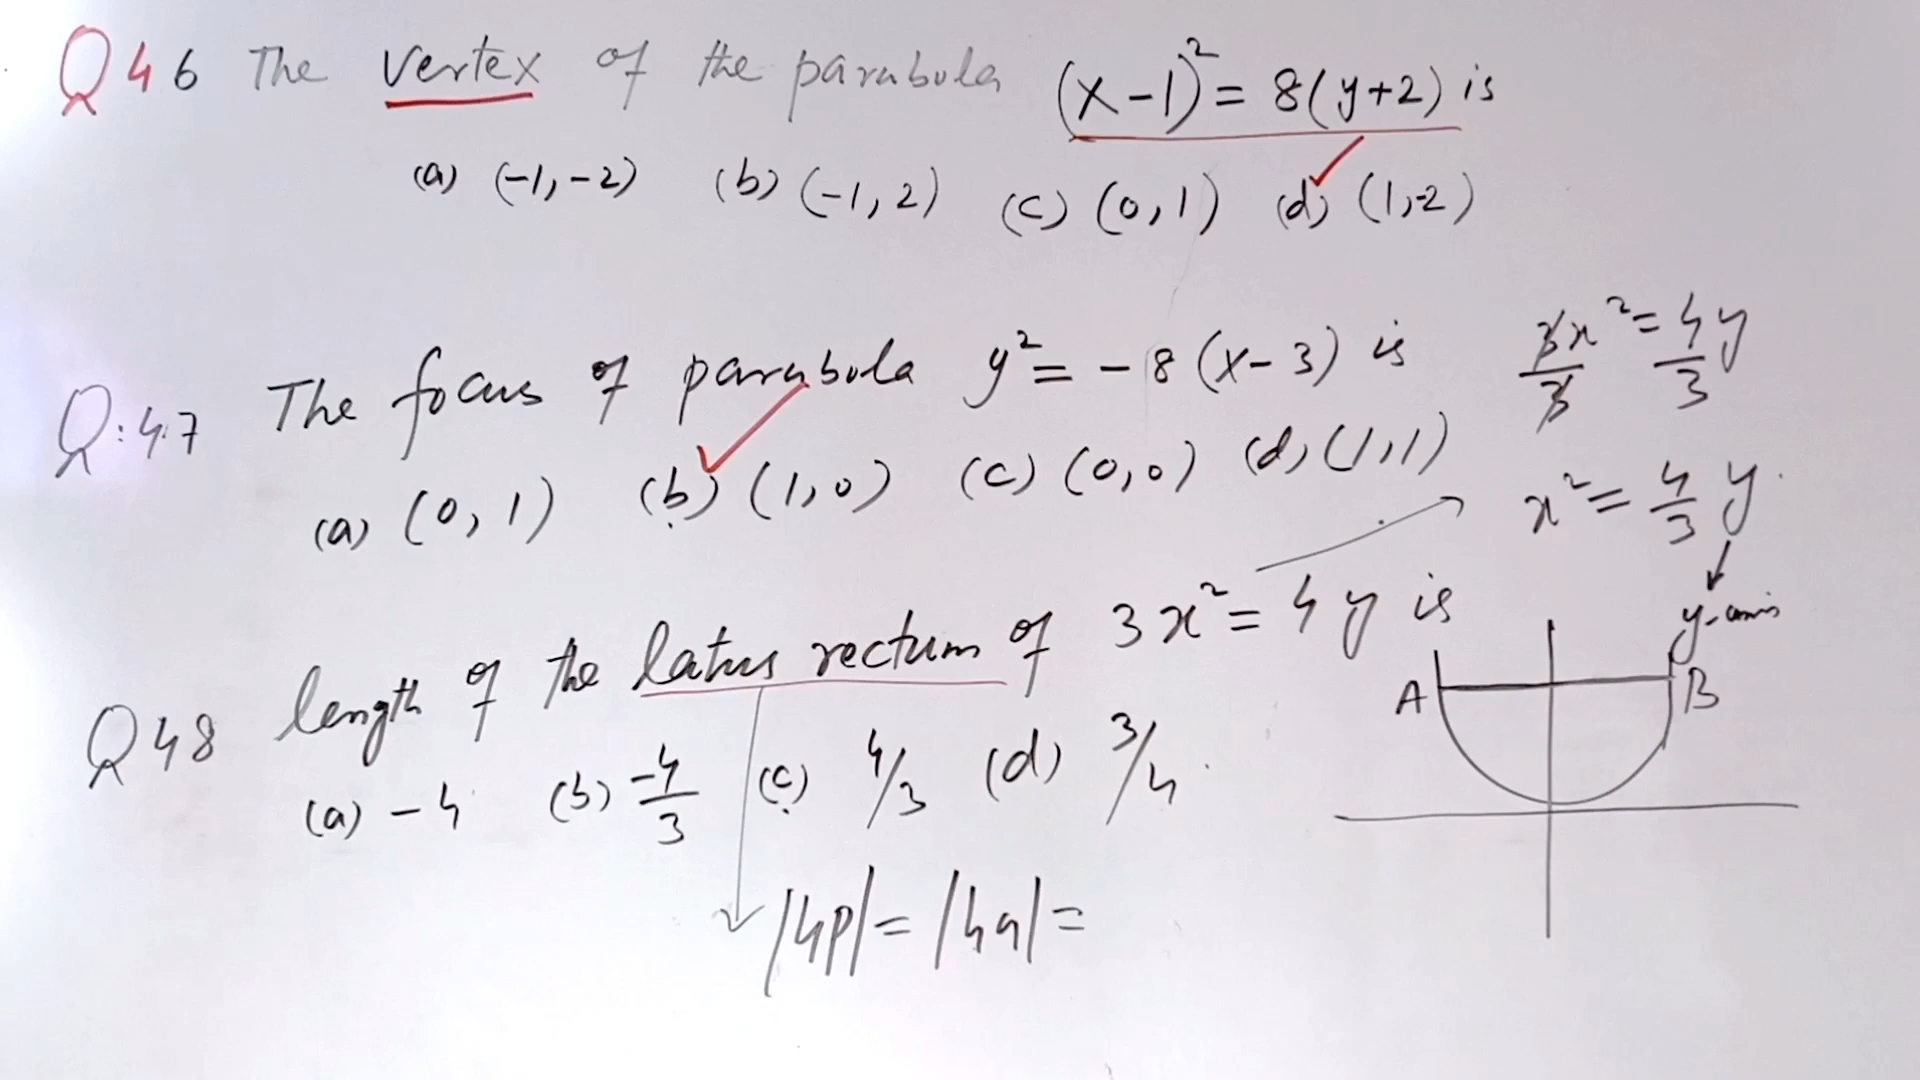 Q46 The vertex of the parabola (x-1)²= 8(y+2) is
(a) (-1,-2) (b) (-1,2) (c) (0,1) (d) (1,-2)
Q:47 The focus of parabola y²= -8(x-3) is
(a) (0,1) (b) (1,0) (c) (0,0) (d) (1,1)
Q48 length of the latus rectum of 3x²= 4y is
(a) -4 (b) -4/3 (c) 4/3 (d) 3/4
|4p|= |4a|=
3x²/3 = 4y/3
x²= 4/3 y
y-axis
A B